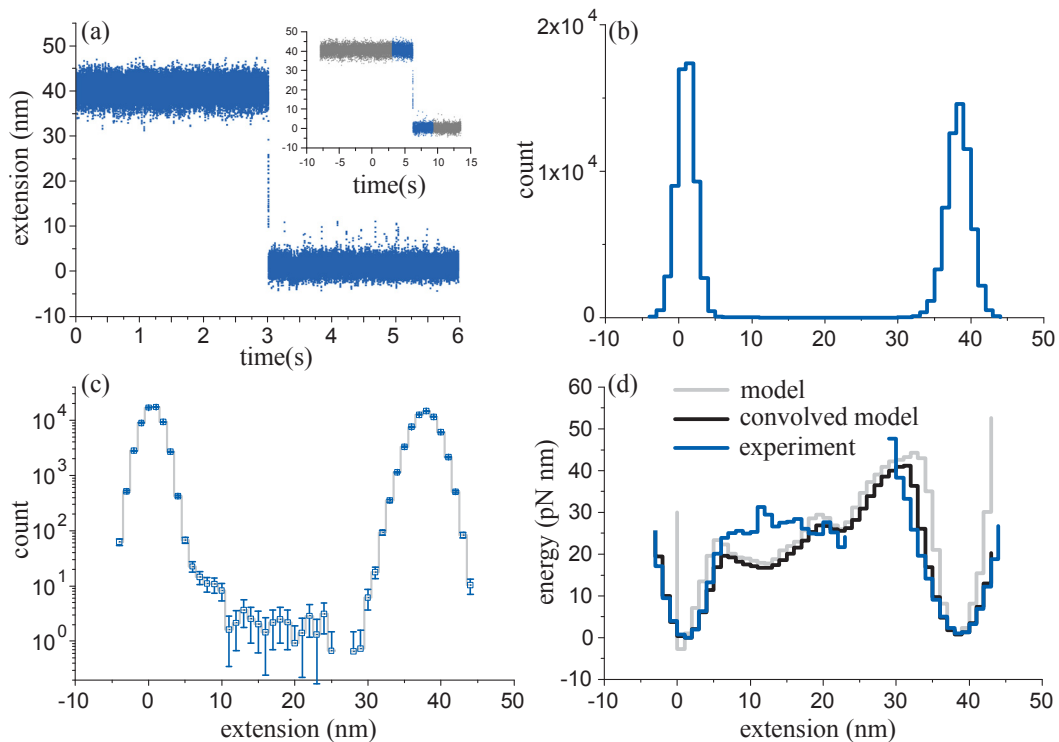 (a)
extension (nm)
50
40
30
20
10
0
-10
0 1 2 3 4 5 6
time(s)
50
40
30
20
10
0
-10
-10 -5 0 5 10 15
time(s)
(b)
count
2x10⁴
1x10⁴
0
-10 0 10 20 30 40 50
(c)
count
10⁴
10³
10²
10¹
10⁰
-10 0 10 20 30 40 50
extension (nm)
(d)
energy (pN nm)
60
50
40
30
20
10
0
-10
model
convolved model
experiment
-10 0 10 20 30 40 50
extension (nm)